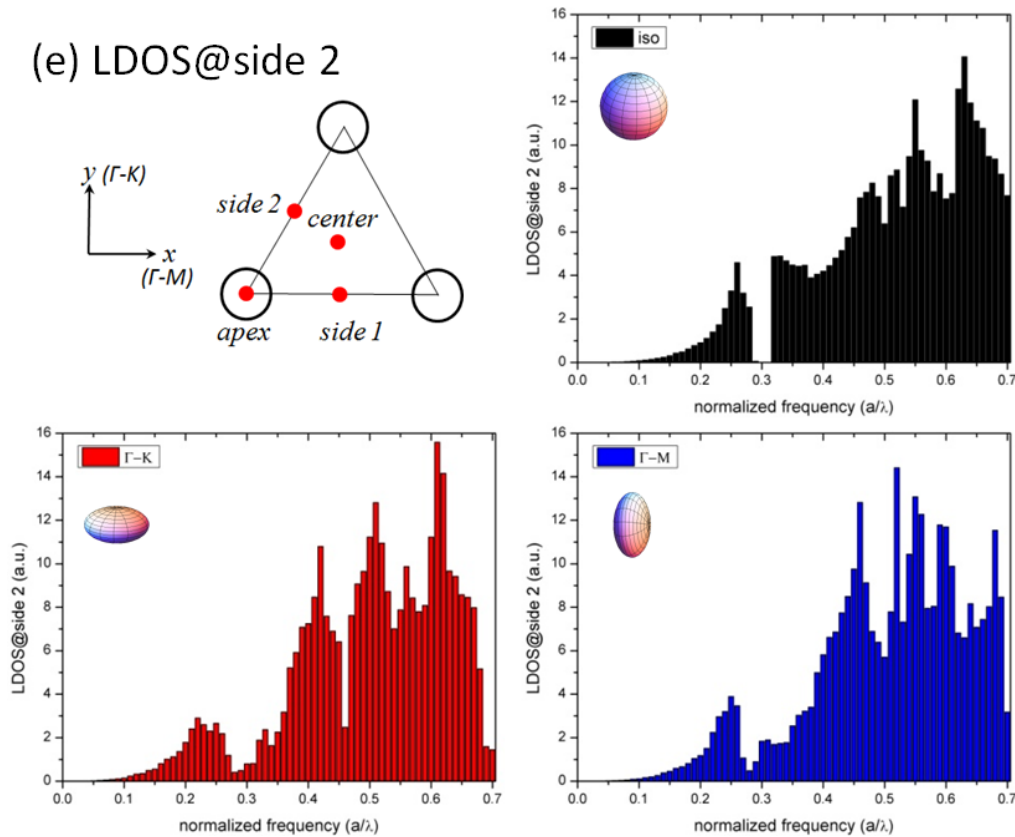 (e) LDOS@side 2
y (Γ-K)
x
(Γ-M)
side 2
center
apex
side 1
iso
LDOS@side 2 (a.u.)
16
14
12
10
8
6
4
2
0
0.0 0.1 0.2 0.3 0.4 0.5 0.6 0.7
normalized frequency (a/λ)
Γ−K
LDOS@side 2 (a.u.)
16
14
12
10
8
6
4
2
0
0.0 0.1 0.2 0.3 0.4 0.5 0.6 0.7
normalized frequency (a/λ)
Γ−M
LDOS@side 2 (a.u.)
16
14
12
10
8
6
4
2
0
0.0 0.1 0.2 0.3 0.4 0.5 0.6 0.7
normalized frequency (a/λ)